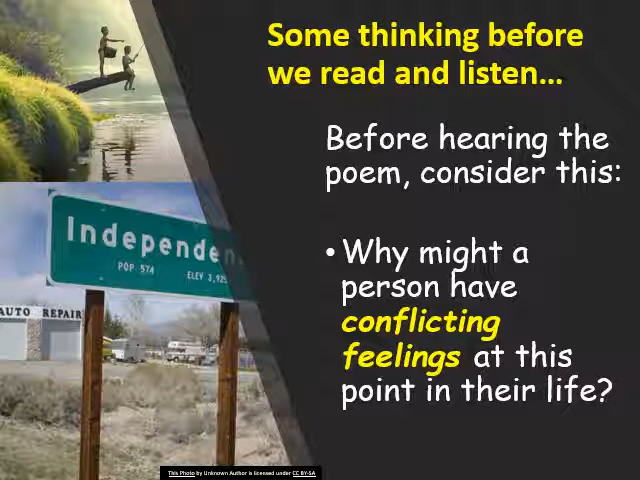 Some thinking before
we read and listen…
Before hearing the
poem, consider this:
• Why might a
person have
conflicting
feelings at this
point in their life?
Independen
POP 574
ELEV 3,925
AUTO REPAIR
This Photo by Unknown Author is licensed under CC BY-SA